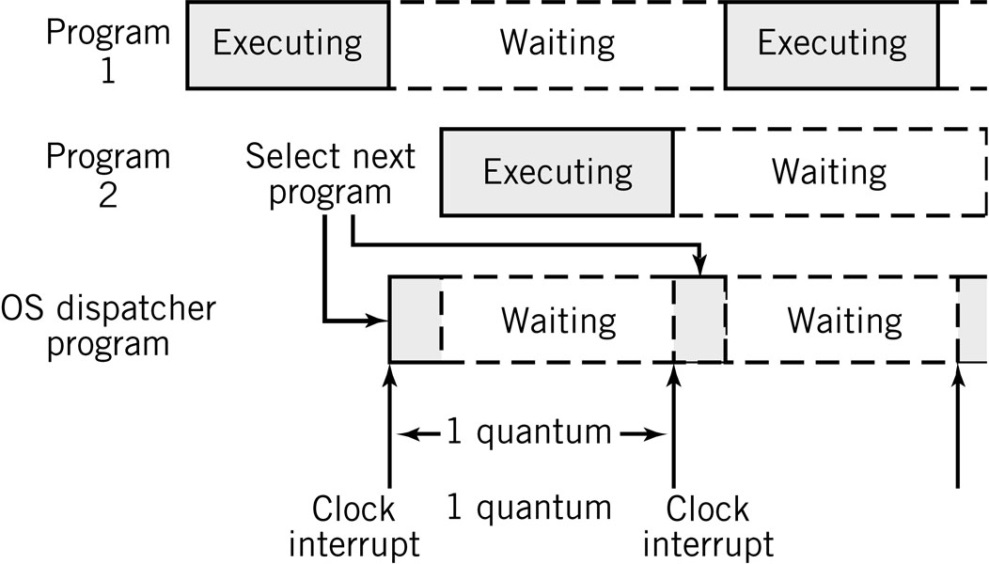 Program
1
Executing
Waiting
Executing
Program
2
Select next
program
Executing
Waiting
OS dispatcher
program
Waiting
Waiting
1 quantum
Clock
interrupt
1 quantum
Clock
interrupt